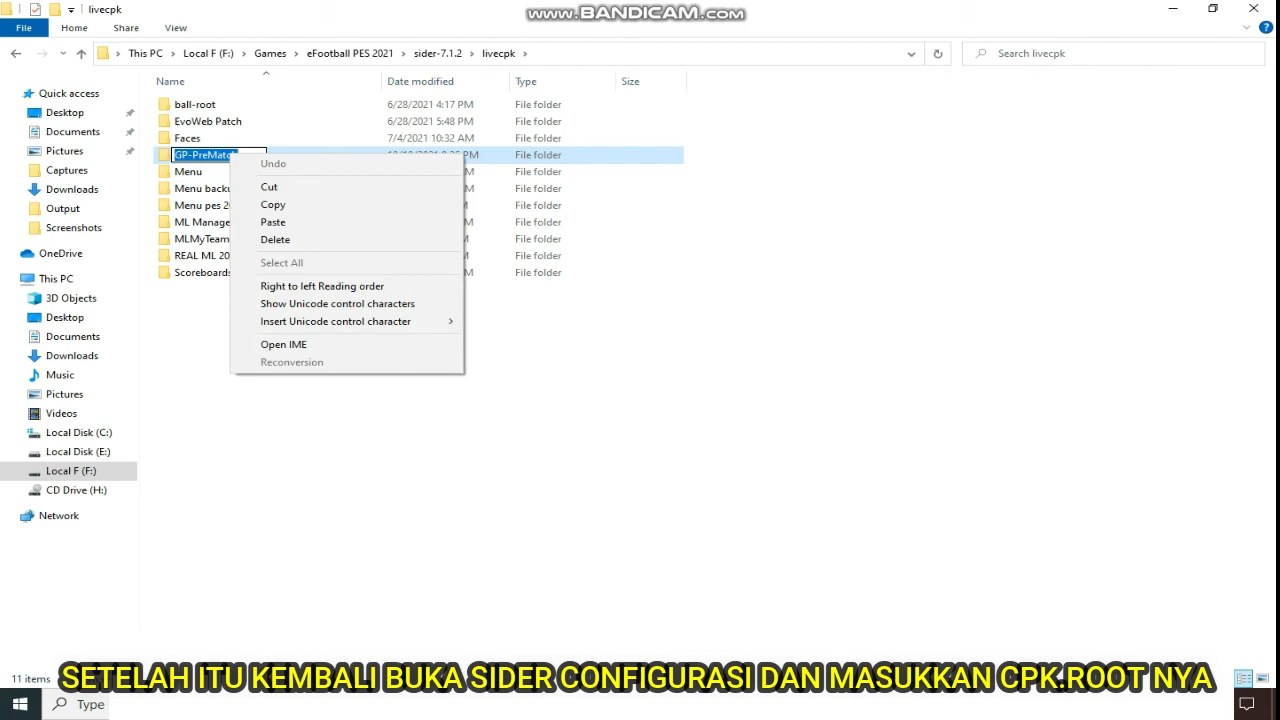 livecpk
www.BANDICAM.com
File Home Share View
This PC Local F (F:) Games eFootball PES 2021 sider-7.1.2 livecpk
Search livecpk
Name Date modified Type Size
Quick access
Desktop
Documents
Pictures
Captures
Downloads
Output
Screenshots
OneDrive
This PC
3D Objects
Desktop
Documents
Downloads
Music
Pictures
Videos
Local Disk (C:)
Local Disk (E:)
Local F (F:)
CD Drive (H:)
Network
ball-root 6/28/2021 4:17 PM File folder
EvoWeb Patch 6/28/2021 5:48 PM File folder
Faces 7/4/2021 10:32 AM File folder
GP-PreMatc PM File folder
Menu M File folder
Menu backu M File folder
Menu pes 2 M File folder
ML Manage M File folder
MLMyTeam M File folder
REAL ML 20 M File folder
Scoreboards M File folder
Undo
Cut
Copy
Paste
Delete
Select All
Right to left Reading order
Show Unicode control characters
Insert Unicode control character
Open IME
Reconversion
11 items
SETELAH ITU KEMBALI BUKA SIDER CONFIGURASI DAN MASUKKAN CPK.ROOT NYA
Type